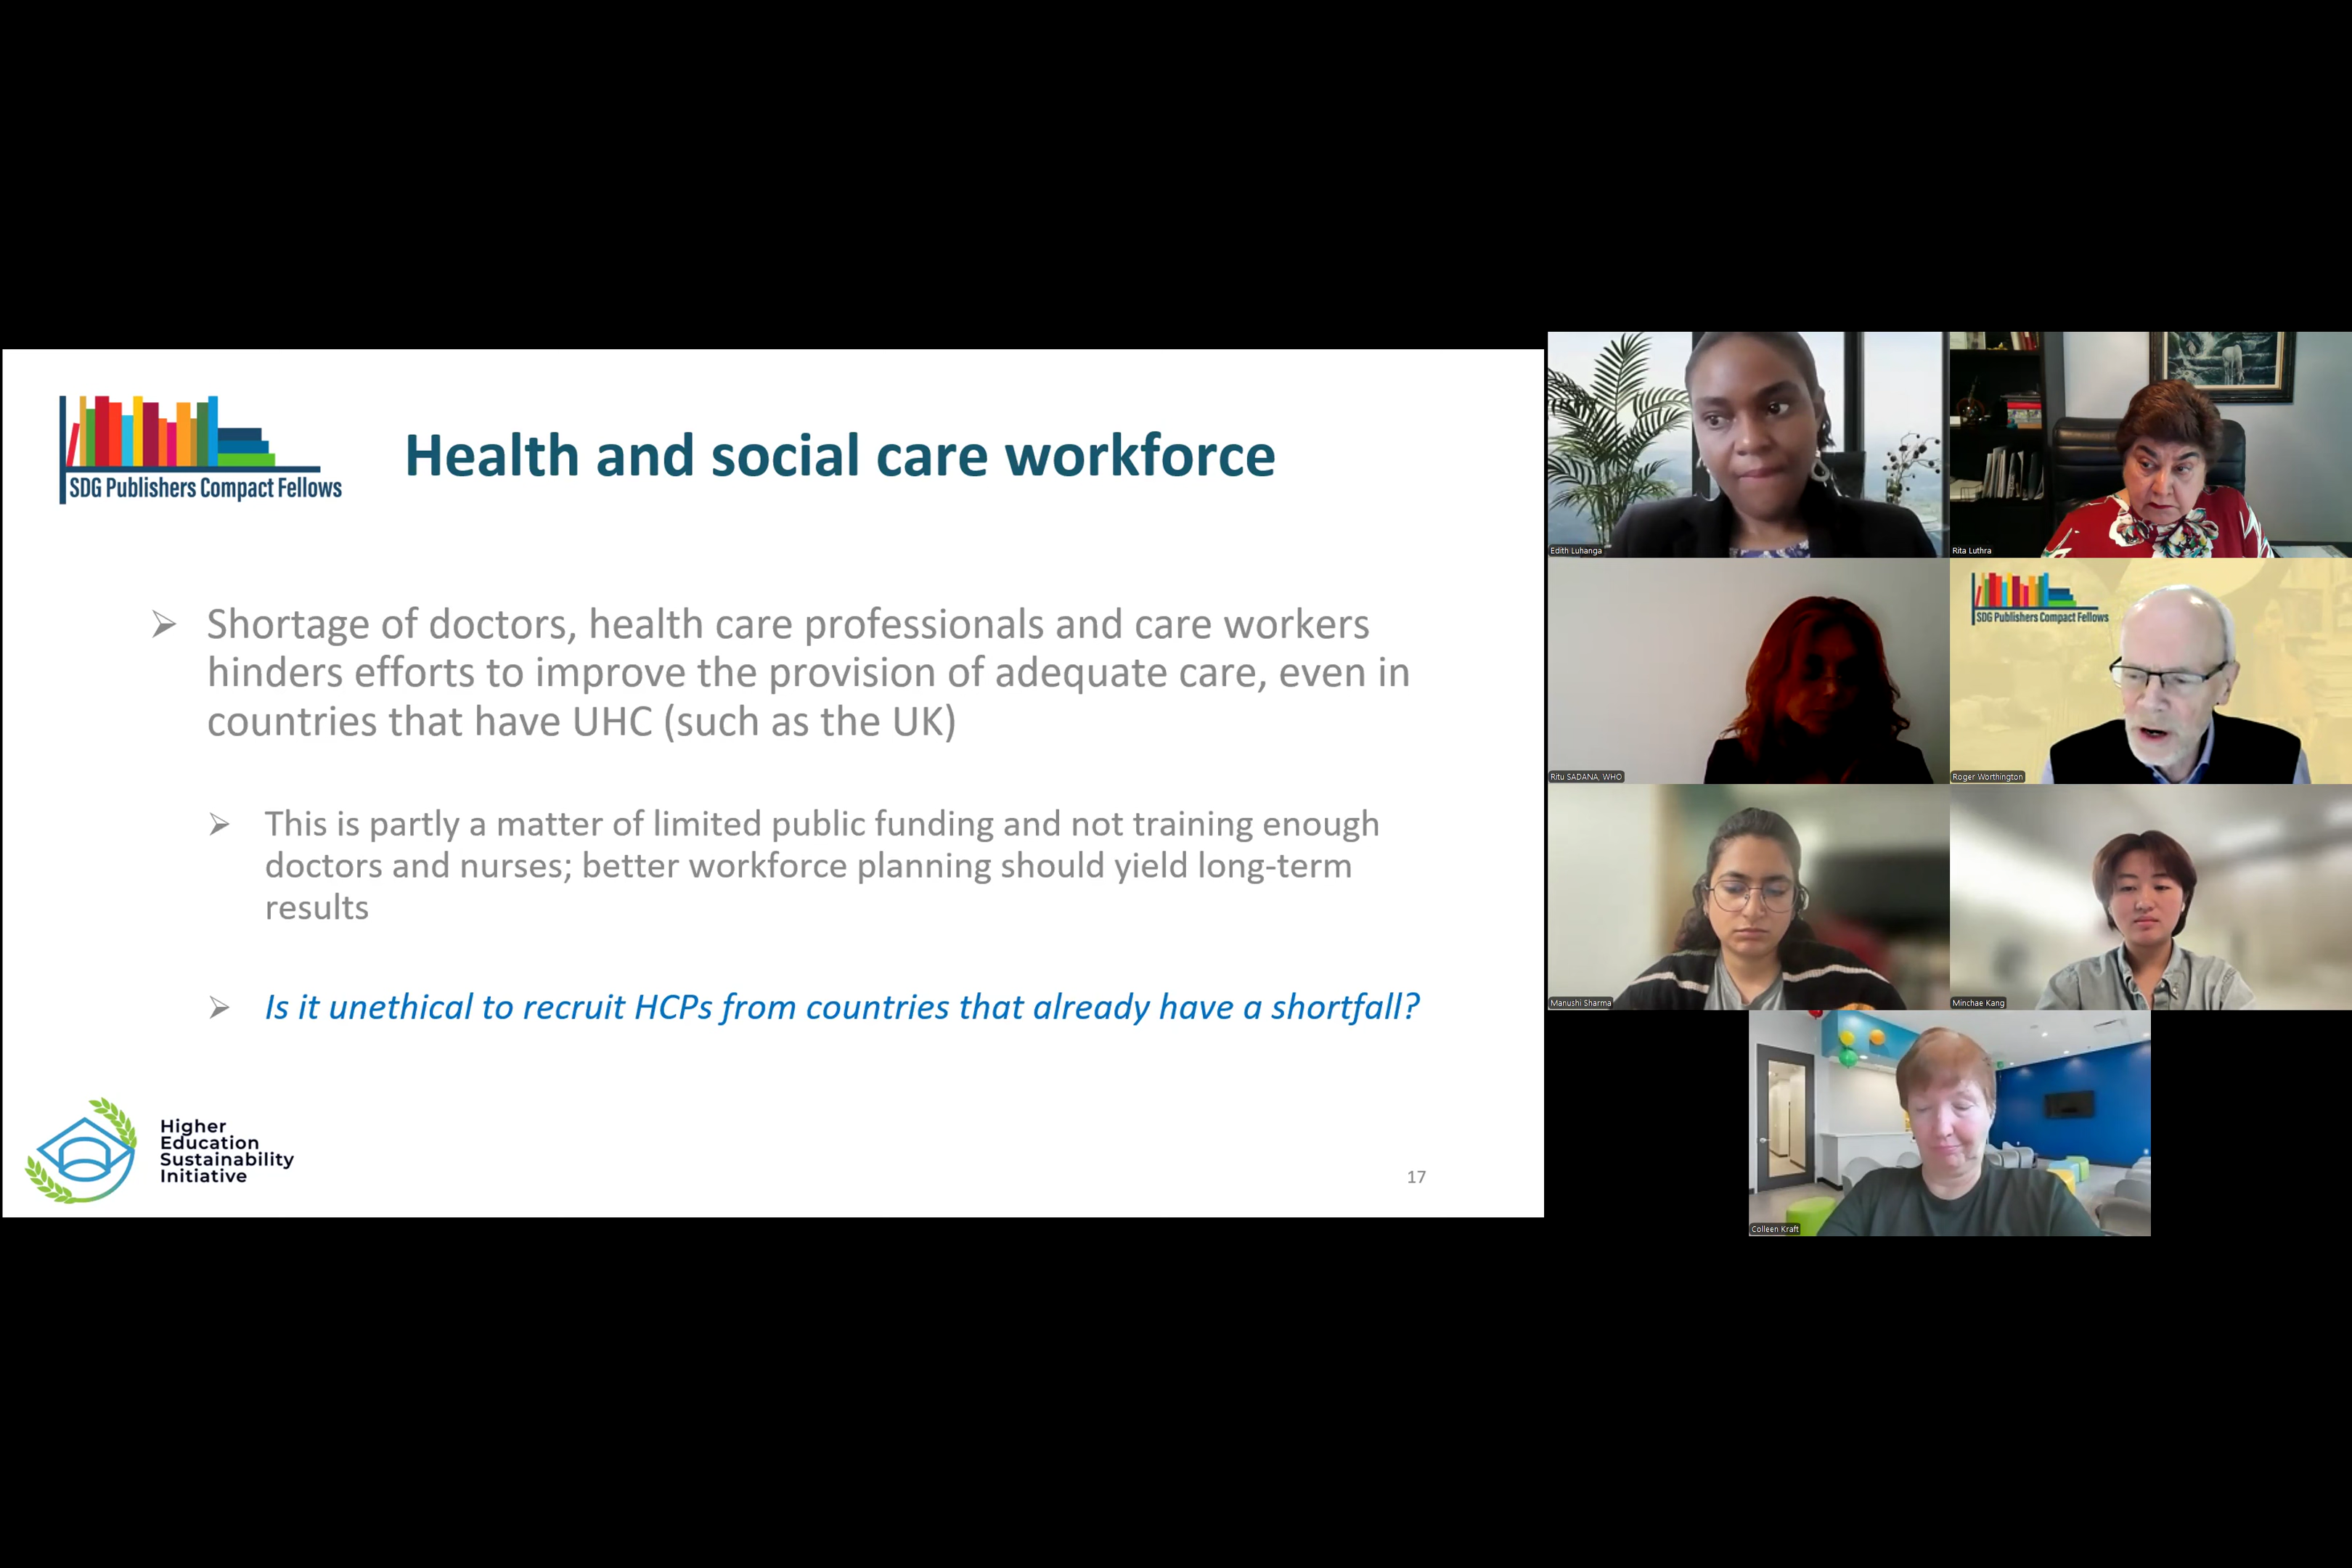 SDG Publishers Compact Fellows
Health and social care workforce
Shortage of doctors, health care professionals and care workers
hinders efforts to improve the provision of adequate care, even in
countries that have UHC (such as the UK)
This is partly a matter of limited public funding and not training enough
doctors and nurses; better workforce planning should yield long-term
results
Is it unethical to recruit HCPs from countries that already have a shortfall?
Higher
Education
Sustainability
Initiative
17
Edith Luhanga
Rita Luthra
Ritu SADANA, WHO
SDG Publishers Compact Fellows
Roger Worthington
Manushi Sharma
Minchae Kang
Colleen Kraft